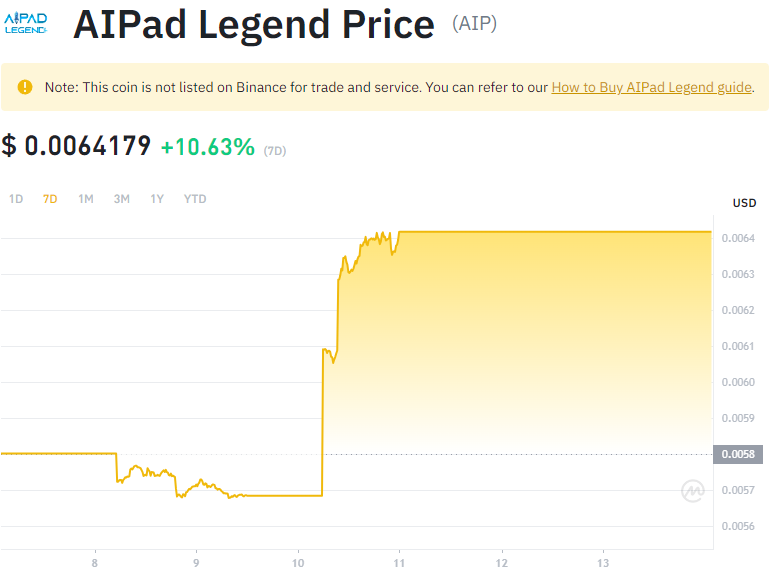 AIPAD
LEGEND
AIPad Legend Price (AIP)
Note: This coin is not listed on Binance for trade and service. You can refer to our How to Buy AIPad Legend guide.
$ 0.0064179 +10.63% (7D)
1D 7D 1M 3M 1Y YTD
USD
0.0064
0.0063
0.0062
0.0061
0.0060
0.0059
0.0058
0.0057
0.0056
8 9 10 11 12 13